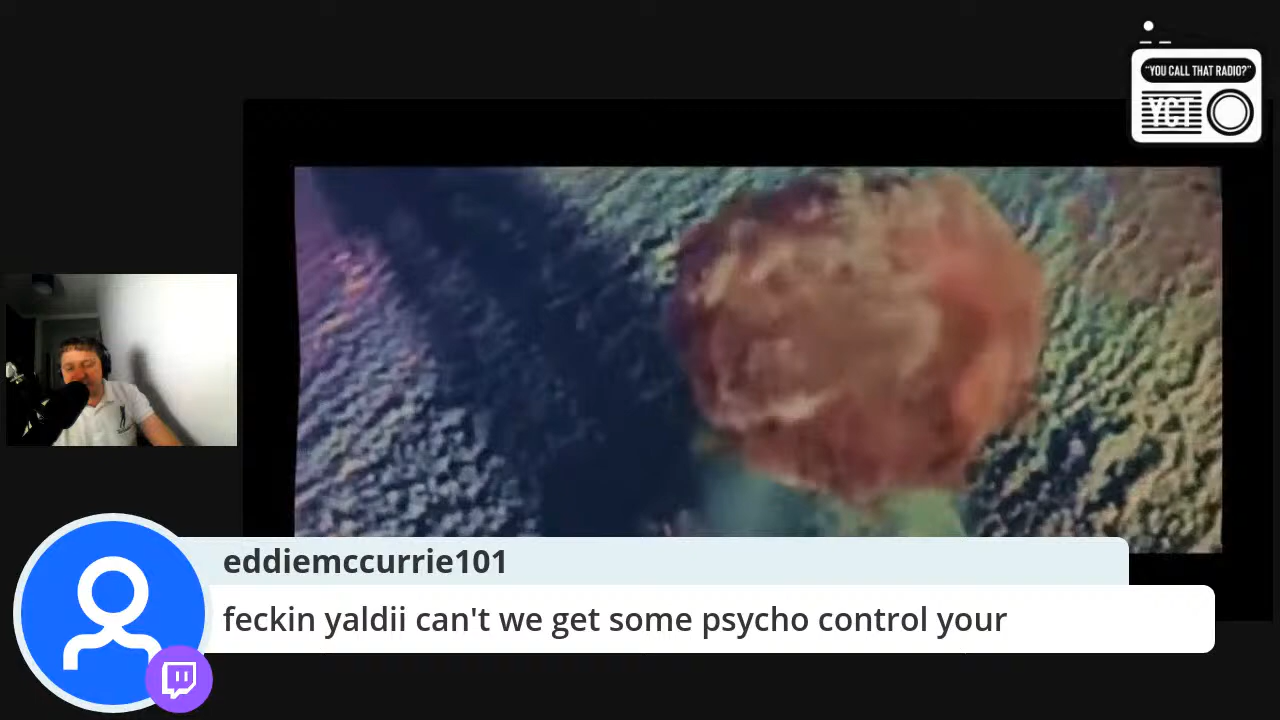 "YOU CALL THAT RADIO?"
YCT
eddiemccurrie101
feckin yaldii can't we get some psycho control your